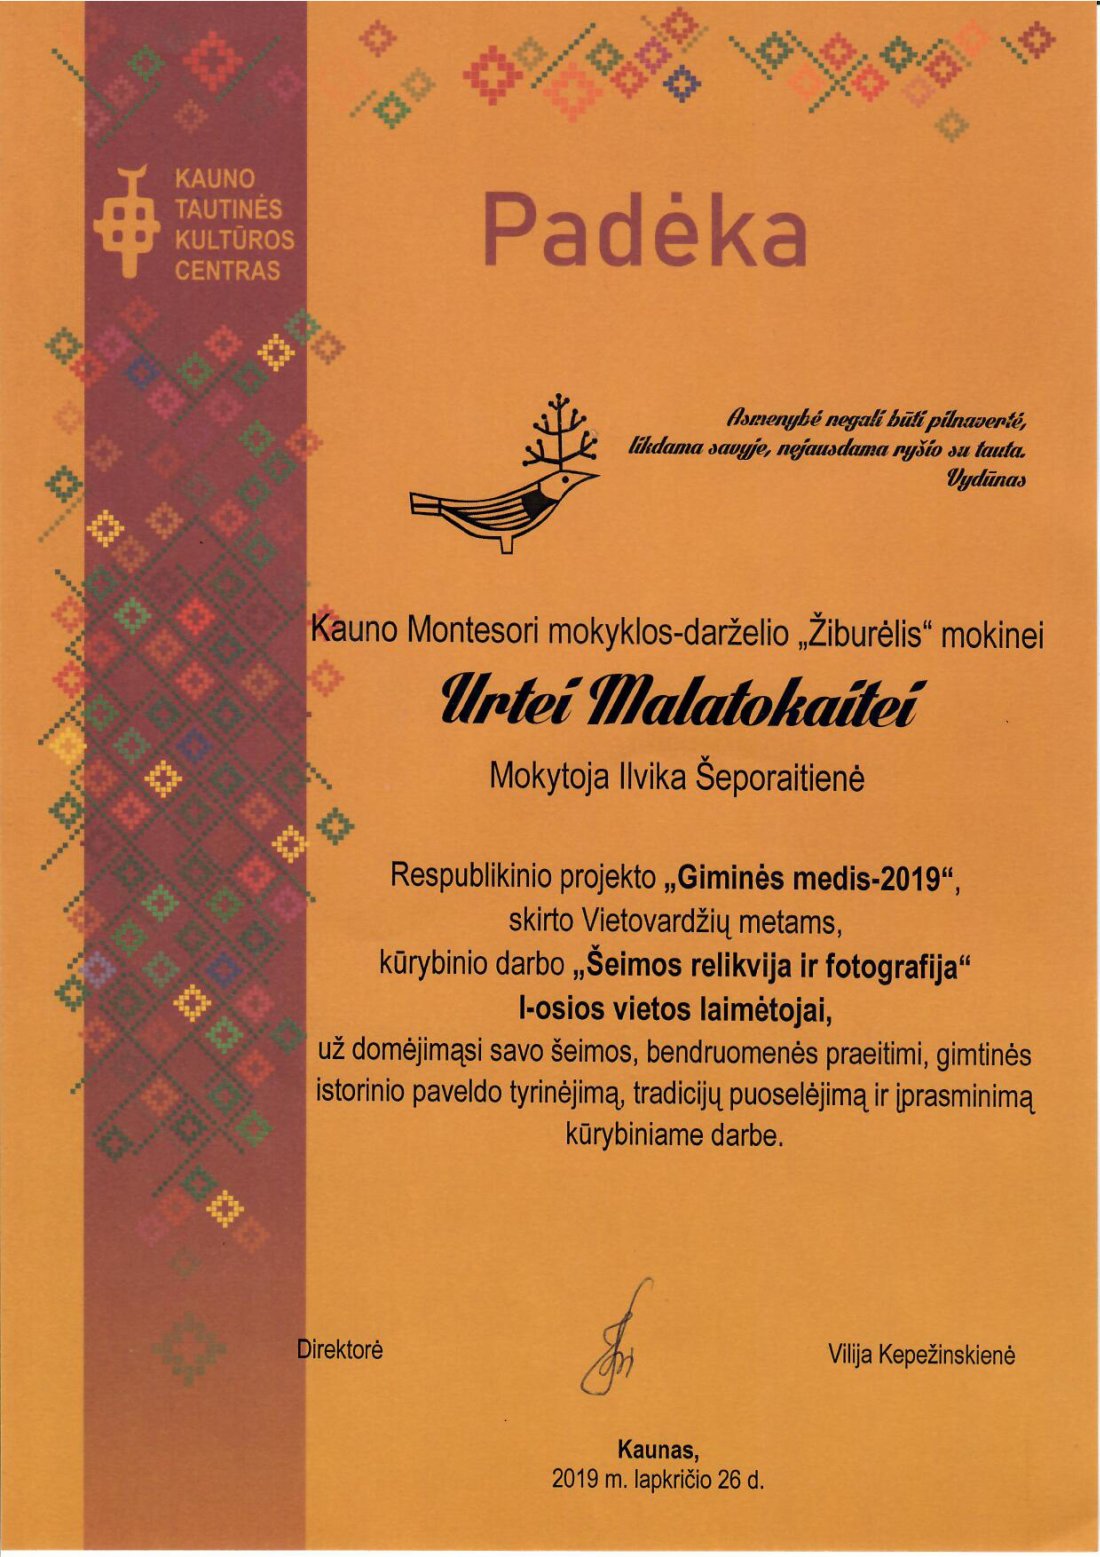 KAUNO
TAUTINĖS
KULTŪROS
CENTRAS
Padėka
Asmenybė negali būti pilnavertė,
likdama savyje, nejausdama ryšio su tauta.
Vydūnas
Kauno Montesori mokyklos-darželio „Žiburėlis“ mokinei
Urtei Malatokaitei
Mokytoja Ilvika Šeporaitienė
Respublikinio projekto „Giminės medis-2019“,
skirto Vietovardžių metams,
kūrybinio darbo „Šeimos relikvija ir fotografija“
I-osios vietos laimėtojai,
už domėjimąsi savo šeimos, bendruomenės praeitimi, gimtinės
istorinio paveldo tyrinėjimą, tradicijų puoselėjimą ir įprasminimą
kūrybiniame darbe.
Direktorė
Vilija Kepežinskienė
Kaunas,
2019 m. lapkričio 26 d.